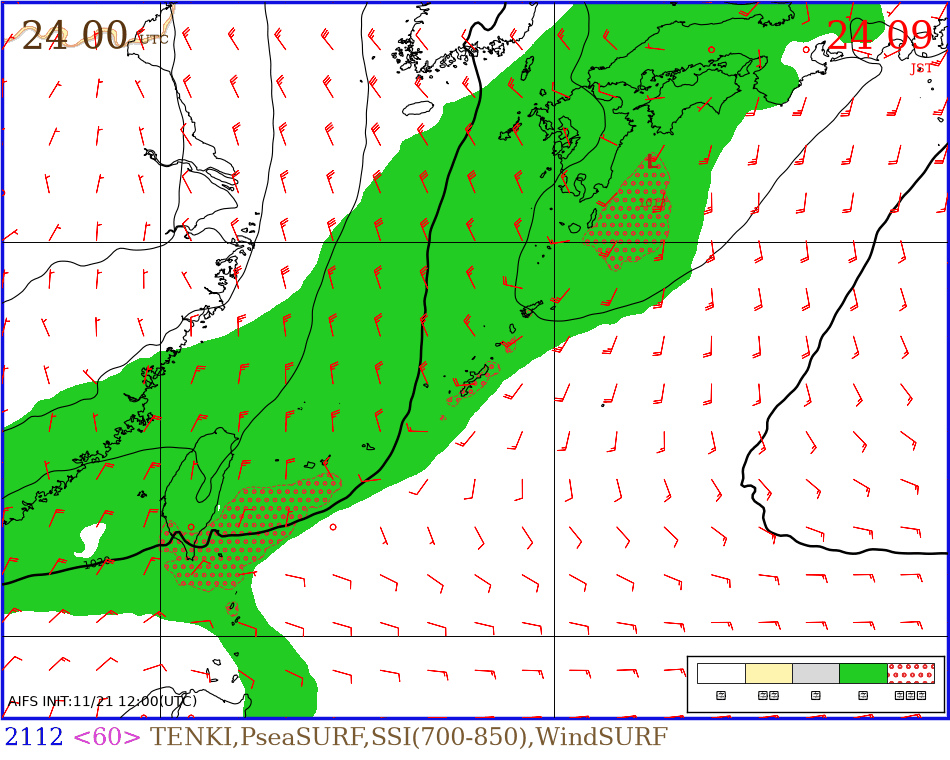 24 00 UTC
24 09
JST
L
1020
AIFS INIT:11/21 12:00(UTC)
2112 <60> TENKI,PseaSURF,SSI(700-850),WindSURF